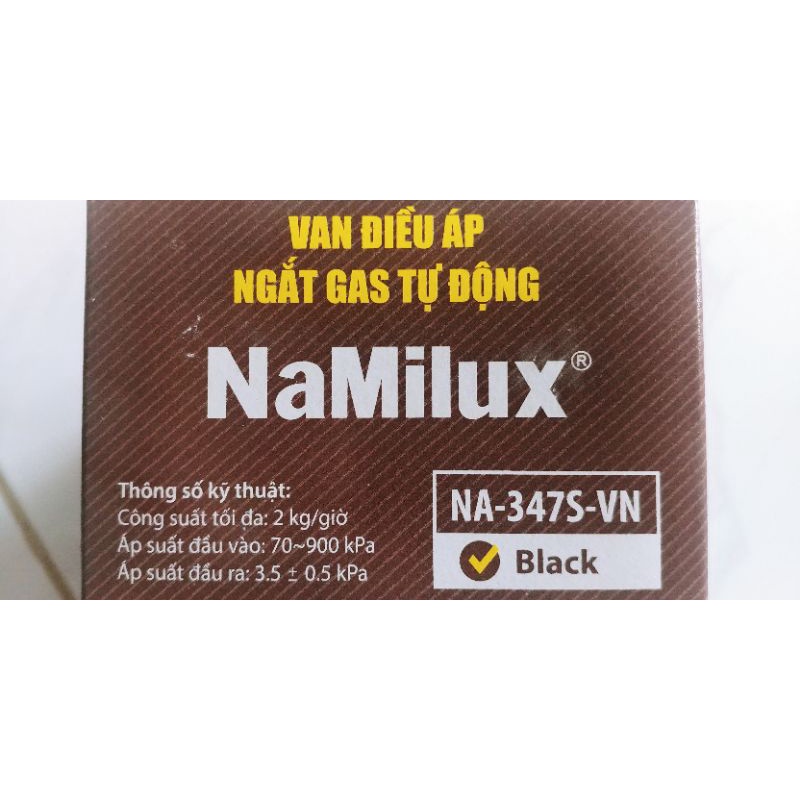 VAN ĐIỀU ÁP
NGẮT GAS TỰ ĐỘNG
NaMilux®
Thông số kỹ thuật:
Công suất tối đa: 2 kg/giờ
Áp suất đầu vào: 70~900 kPa
Áp suất đầu ra: 3.5 ± 0.5 kPa
NA-347S-VN
Black